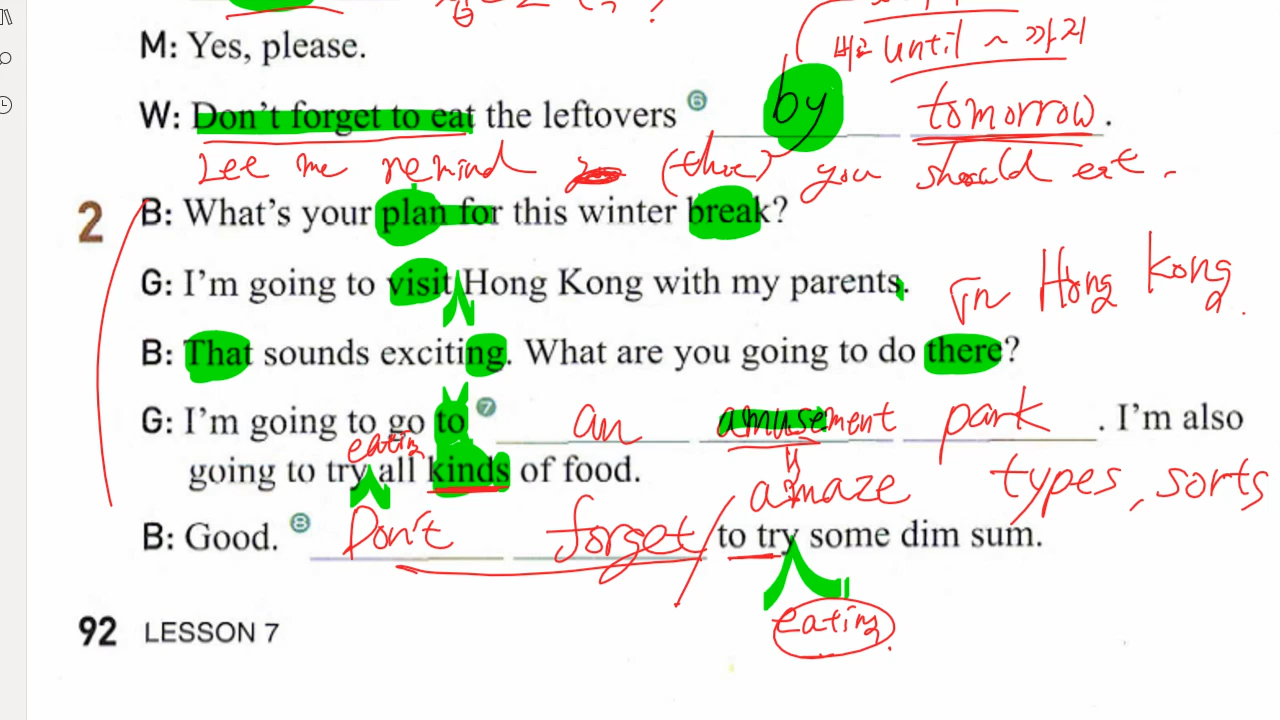 M: Yes, please.
until ~ 까지
W: Don't forget to eat the leftovers ⑥ by tomorrow.
Let me remind you should eat.
2 B: What's your plan for this winter break?
G: I'm going to visit Hong Kong with my parents.
in Hong Kong.
B: That sounds exciting. What are you going to do there?
G: I'm going to go to ⑦ an amusement park. I'm also
eating
going to try all kinds of food.
amaze types, sorts
B: Good. ⑧ Don't forget / to try some dim sum.
eating
92 LESSON 7